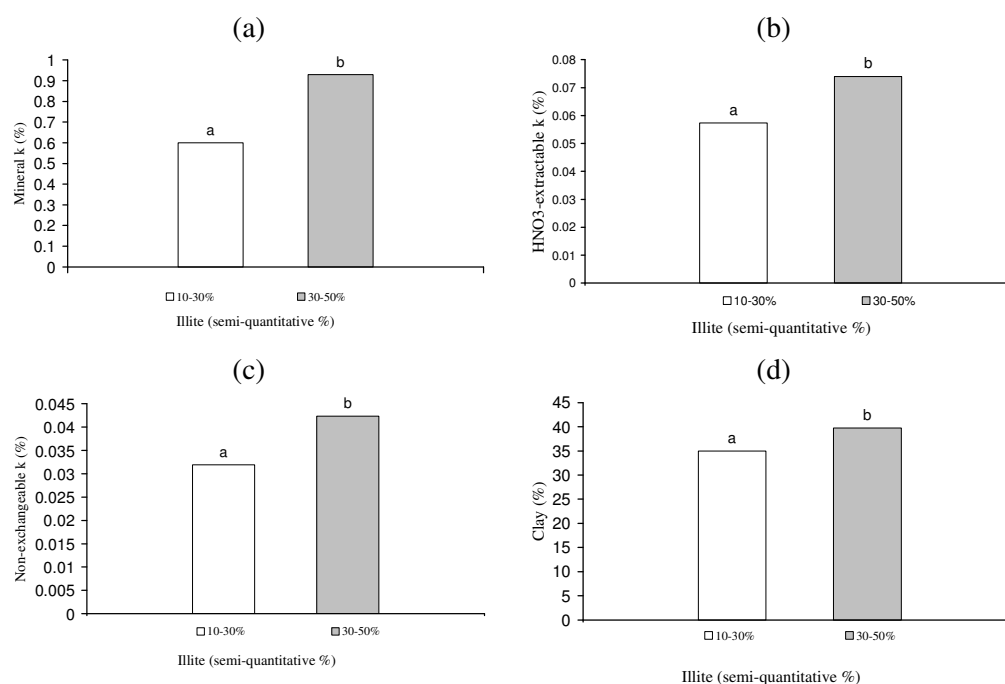 (a)
Mineral k (%)
1
0.9
0.8
0.7
0.6
0.5
0.4
0.3
0.2
0.1
0
a
b
10-30%
30-50%
Illite (semi-quantitative %)
(b)
HNO3-extractable k (%)
0.08
0.07
0.06
0.05
0.04
0.03
0.02
0.01
0
a
b
10-30%
30-50%
Illite (semi-quantitative %)
(c)
Non-exchangeable k (%)
0.045
0.04
0.035
0.03
0.025
0.02
0.015
0.01
0.005
0
a
b
10-30%
30-50%
Illite (semi-quantitative %)
(d)
Clay (%)
45
40
35
30
25
20
15
10
5
0
a
b
10-30%
30-50%
Illite (semi-quantitative %)